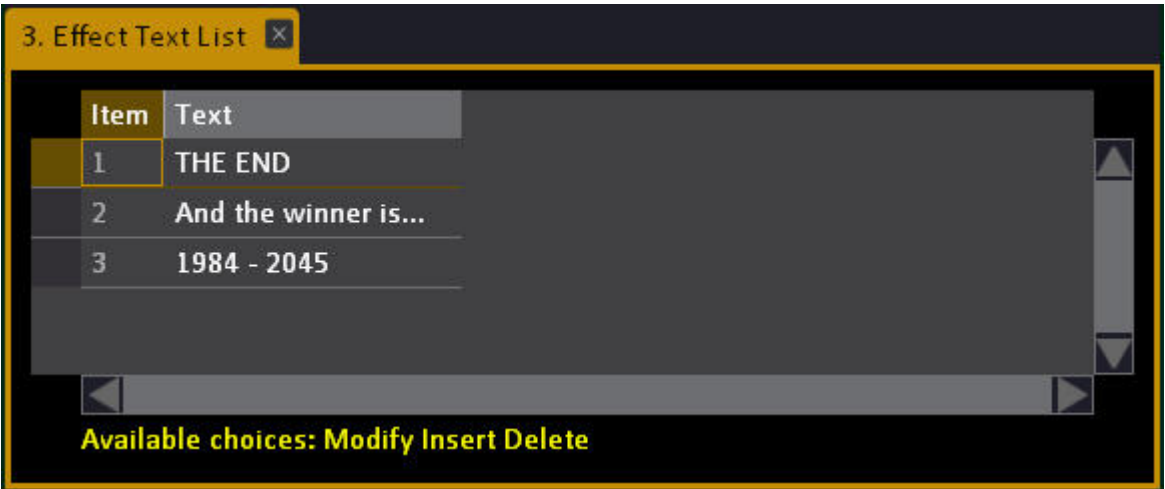 3. Effect Text List
Item Text
1 THE END
2 And the winner is...
3 1984 - 2045
Available choices: Modify Insert Delete